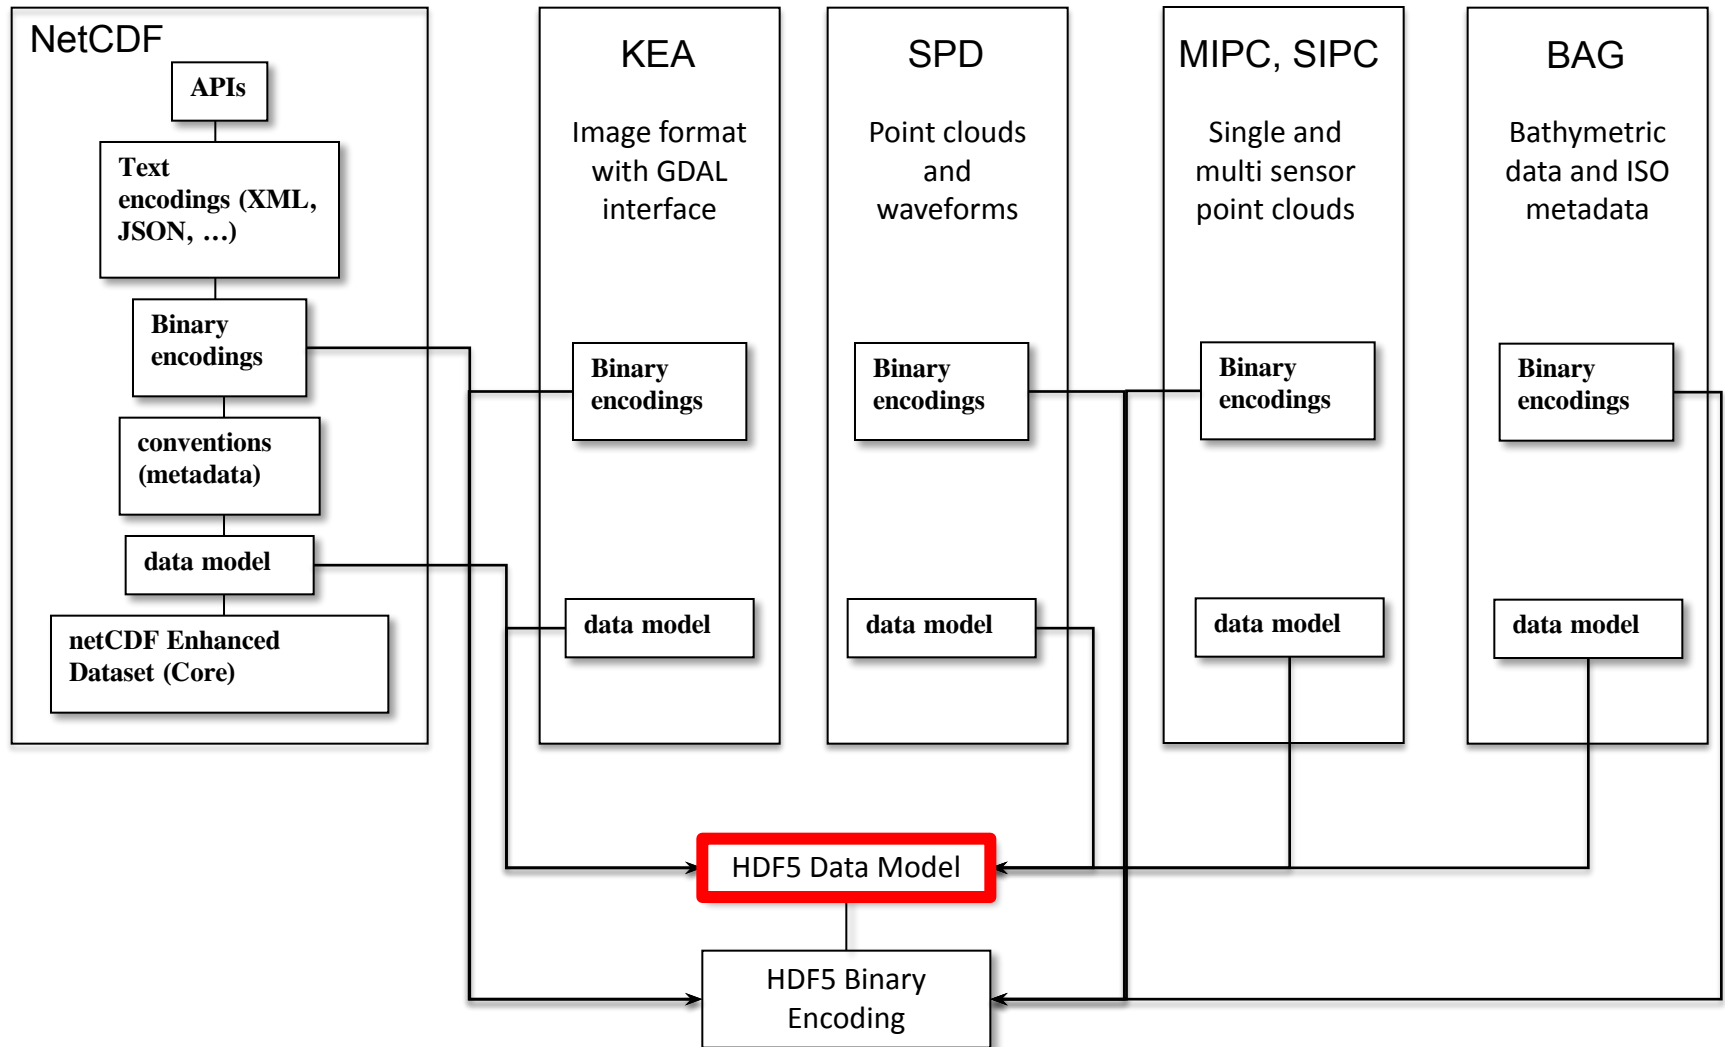 NetCDF
APIs
Text
encodings (XML,
JSON, …)
Binary
encodings
conventions
(metadata)
data model
netCDF Enhanced
Dataset (Core)
KEA
Image format
with GDAL
interface
Binary
encodings
data model
SPD
Point clouds
and
waveforms
Binary
encodings
data model
MIPC, SIPC
Single and
multi sensor
point clouds
Binary
encodings
data model
BAG
Bathymetric
data and ISO
metadata
Binary
encodings
data model
HDF5 Data Model
HDF5 Binary
Encoding